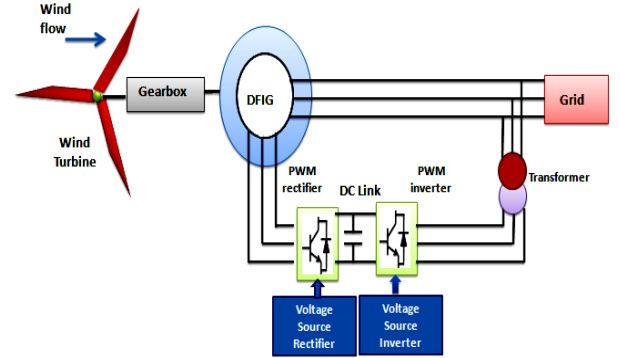 Wind
flow
Gearbox
DFIG
Grid
Wind
Turbine
PWM
rectifier
DC Link
PWM
inverter
Transformer
Voltage
Source
Rectifier
Voltage
Source
Inverter